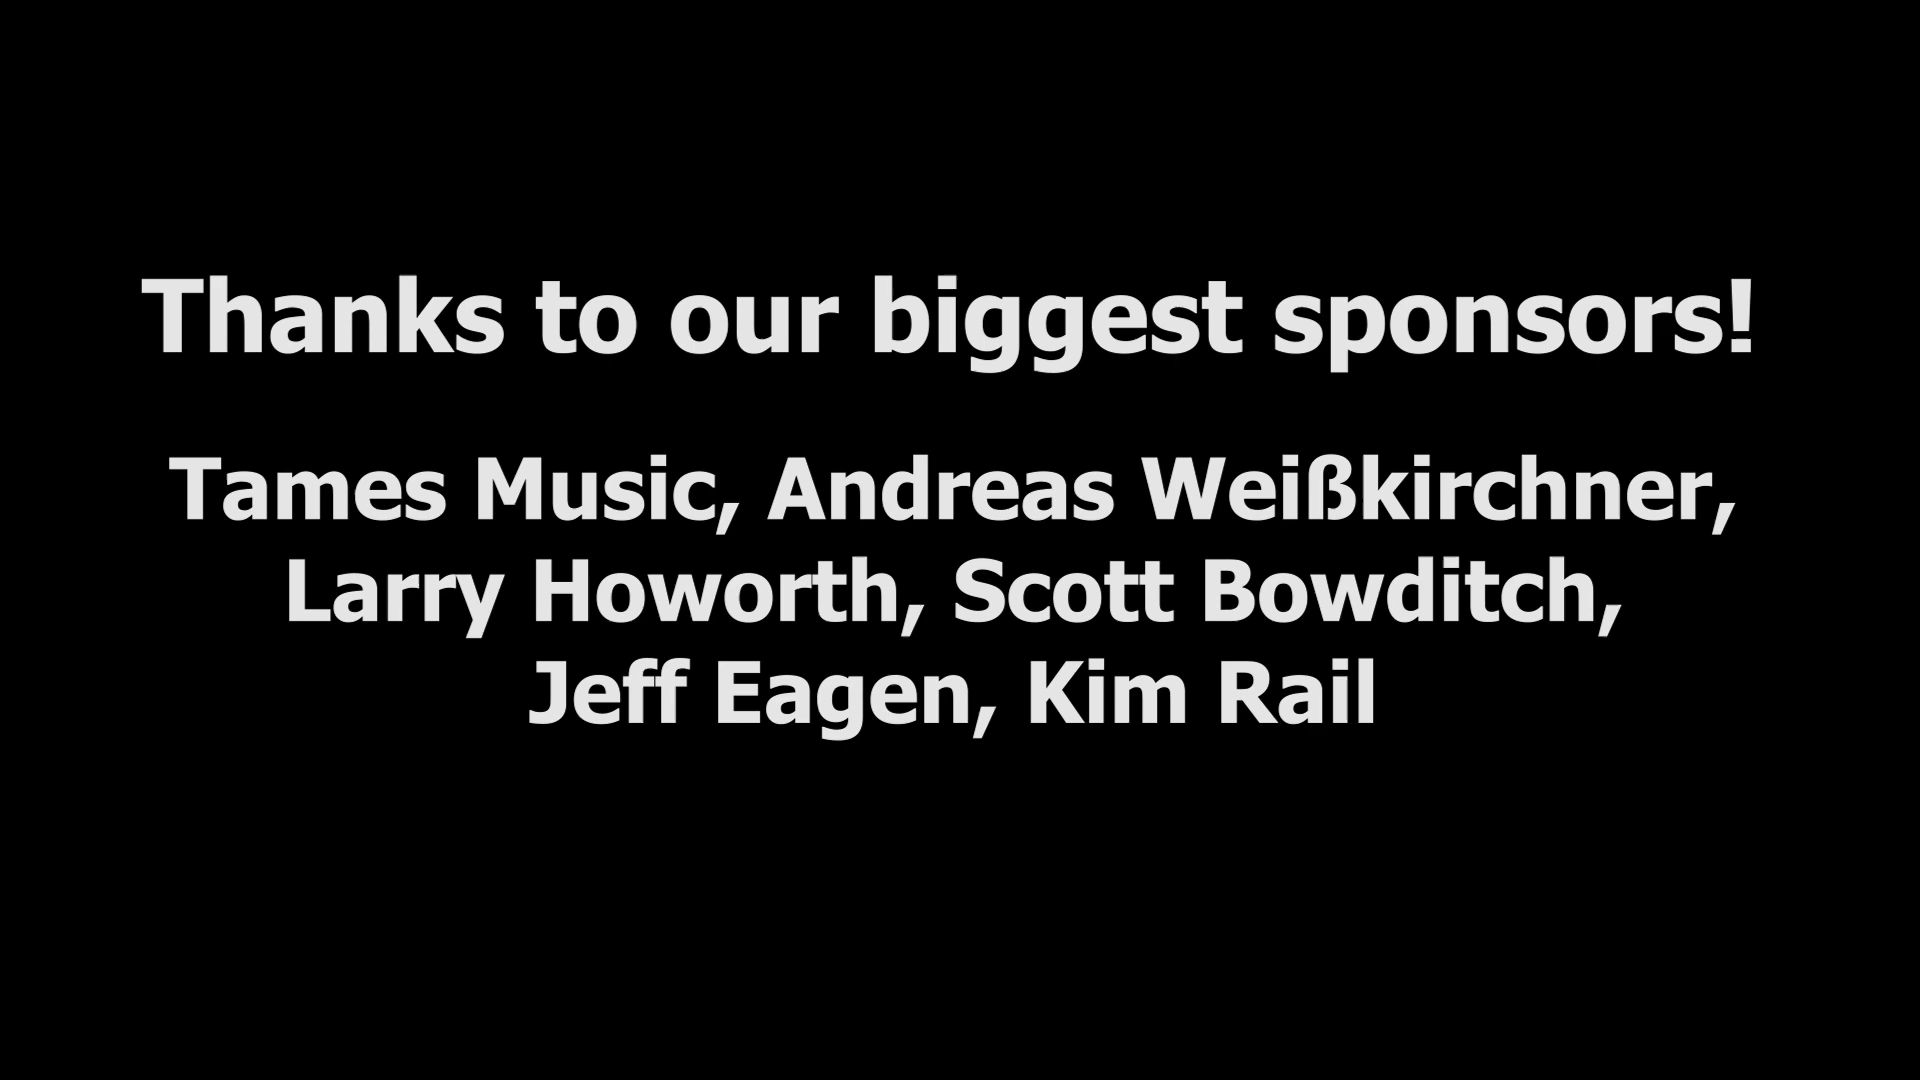 Thanks to our biggest sponsors!
Tames Music, Andreas Weißkirchner,
Larry Howorth, Scott Bowditch,
Jeff Eagen, Kim Rail